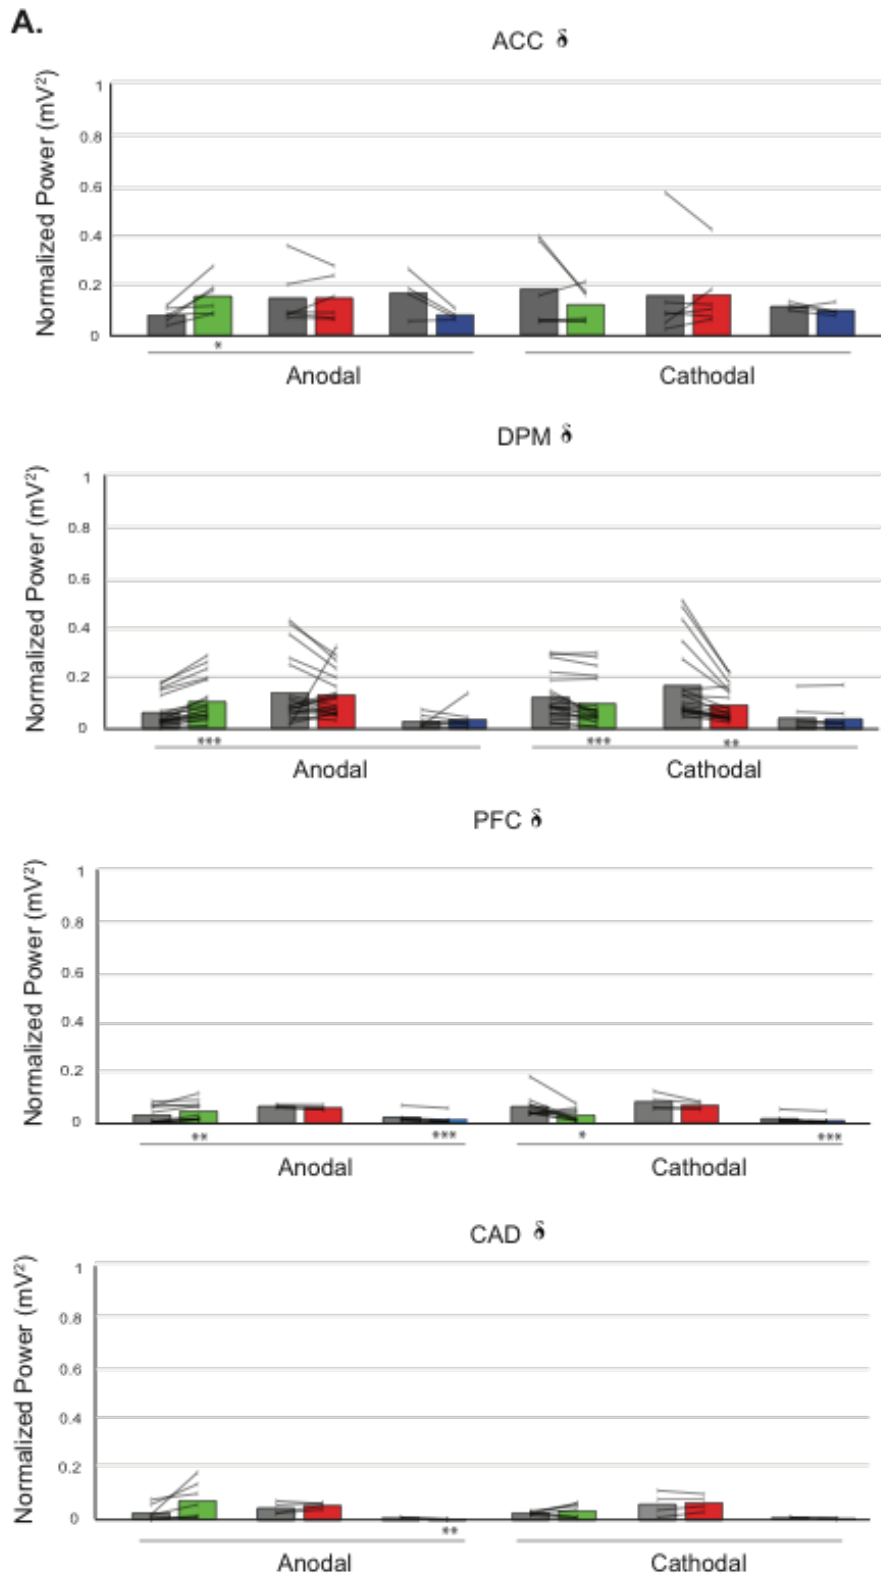 A.
ACC δ
Normalized Power (mV²)
1
0.8
0.6
0.4
0.2
0
*
Anodal
Cathodal
DPM δ
Normalized Power (mV²)
1
0.8
0.6
0.4
0.2
0
***
***
**
Anodal
Cathodal
PFC δ
Normalized Power (mV²)
1
0.8
0.6
0.4
0.2
0
**
***
*
***
Anodal
Cathodal
CAD δ
Normalized Power (mV²)
1
0.8
0.6
0.4
0.2
0
**
Anodal
Cathodal